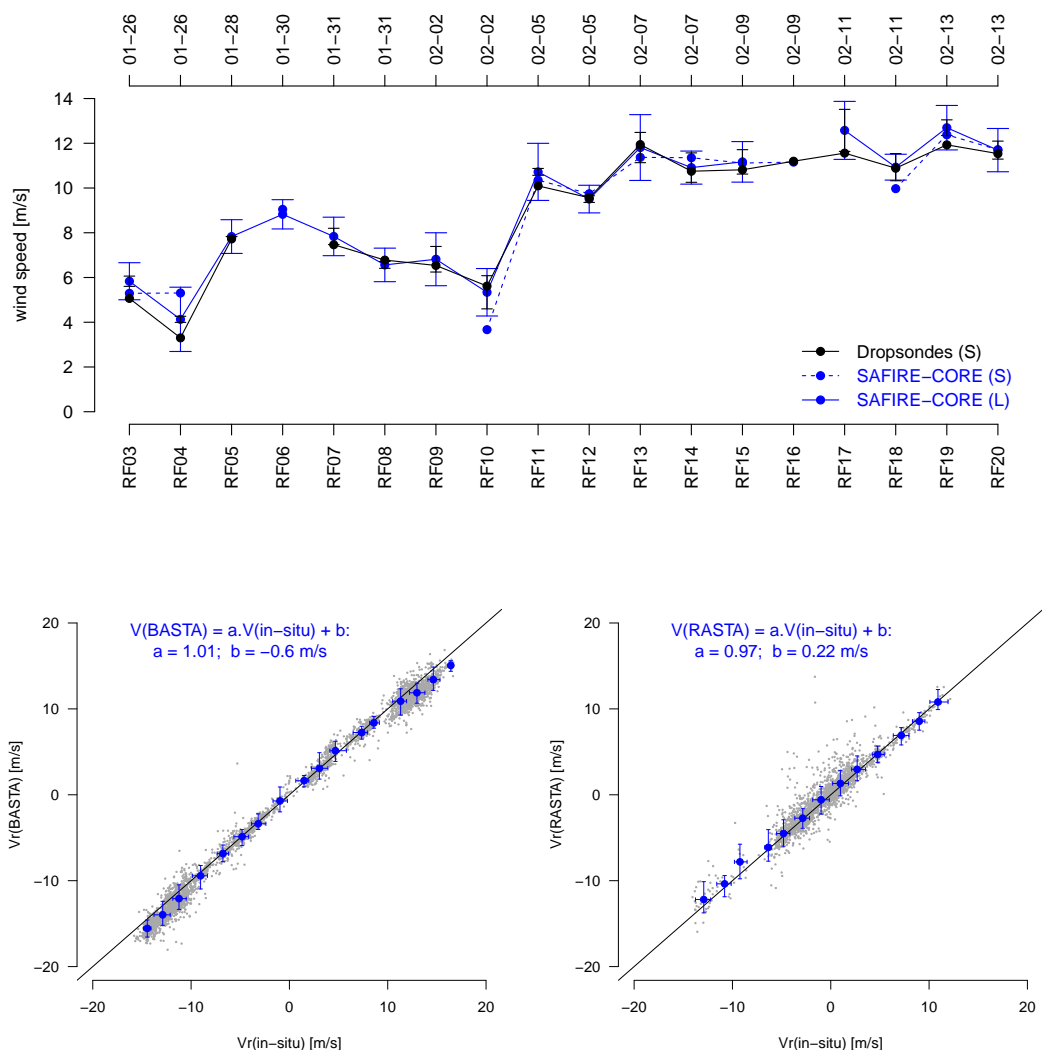 01−26 01−26 01−28 01−30 01−31 01−31 02−02 02−02 02−05 02−05 02−07 02−07 02−09 02−09 02−11 02−11 02−13 02−13
wind speed [m/s]
14
12
10
8
6
4
2
0
Dropsondes (S)
SAFIRE−CORE (S)
SAFIRE−CORE (L)
RF03 RF04 RF05 RF06 RF07 RF08 RF09 RF10 RF11 RF12 RF13 RF14 RF15 RF16 RF17 RF18 RF19 RF20
V(BASTA) = a.V(in−situ) + b:
a = 1.01; b = −0.6 m/s
Vr(BASTA) [m/s]
20
10
0
−10
−20
−20 −10 0 10 20
Vr(in−situ) [m/s]
V(RASTA) = a.V(in−situ) + b:
a = 0.97; b = 0.22 m/s
Vr(RASTA) [m/s]
20
10
0
−10
−20
−20 −10 0 10 20
Vr(in−situ) [m/s]